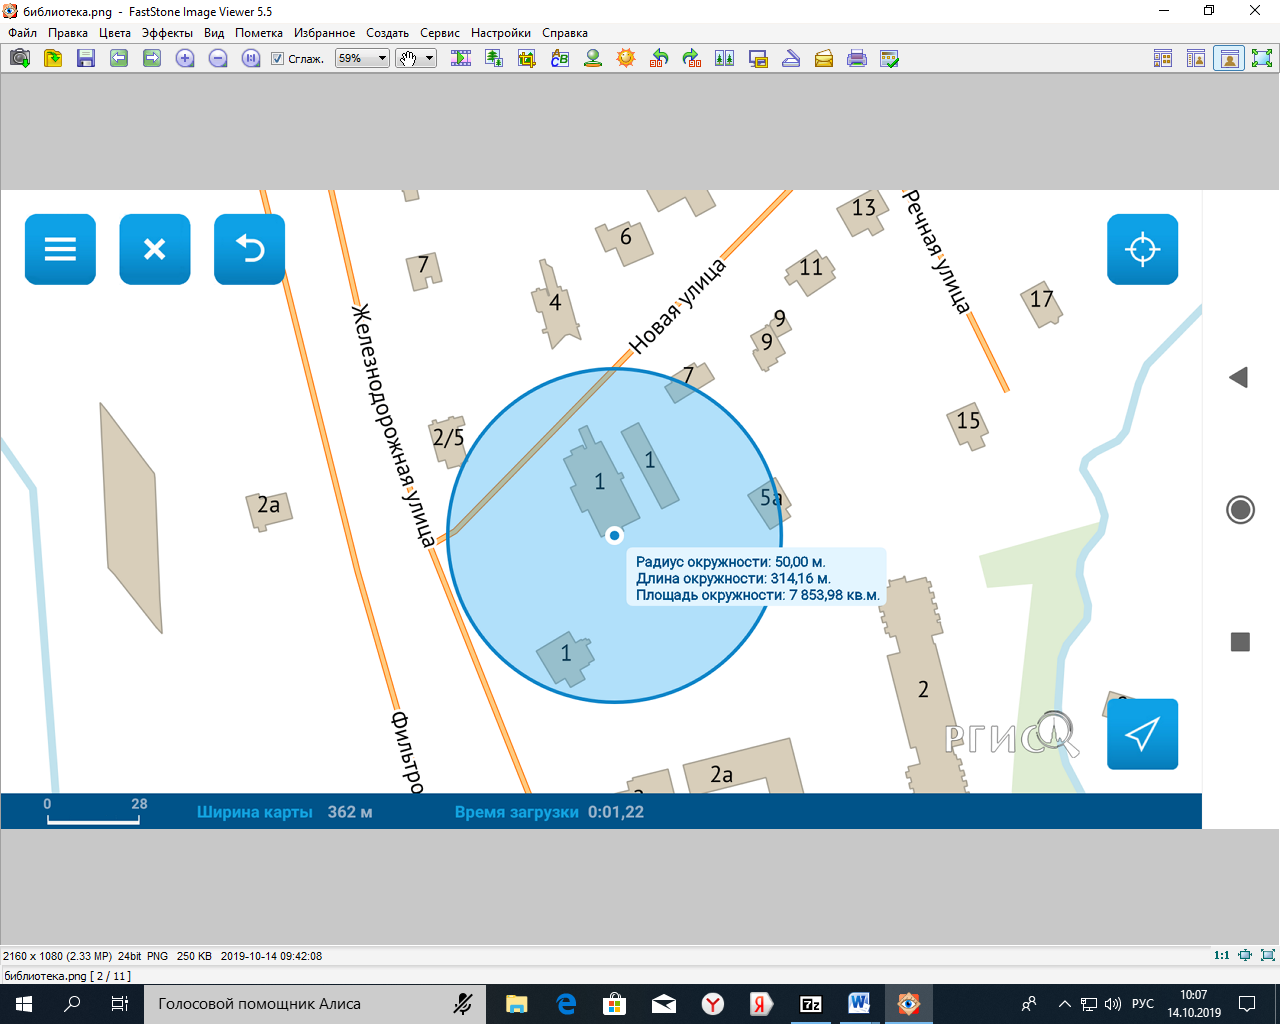 библиотека.png - FastStone Image Viewer 5.5
Файл Правка Цвета Эффекты Вид Пометка Избранное Создать Сервис Настройки Справка
Сглаж. 59%
13
Речная улица
6
7
11
17
4
Новая улица
9
9
Железнодорожная улица
7
15
2/5
1
1
2а
5а
Радиус окружности: 50,00 м.
Длина окружности: 314,16 м.
Площадь окружности: 7 853,98 кв.м.
1
2
Фильтро
РГИС
2а
0 28 Ширина карты 362 м Время загрузки 0:01,22
2160 x 1080 (2.33 MP) 24bit PNG 250 KB 2019-10-14 09:42:08 1:1
библиотека.png [ 2 / 11 ]
Голосовой помощник Алиса
РУС
10:07
14.10.2019